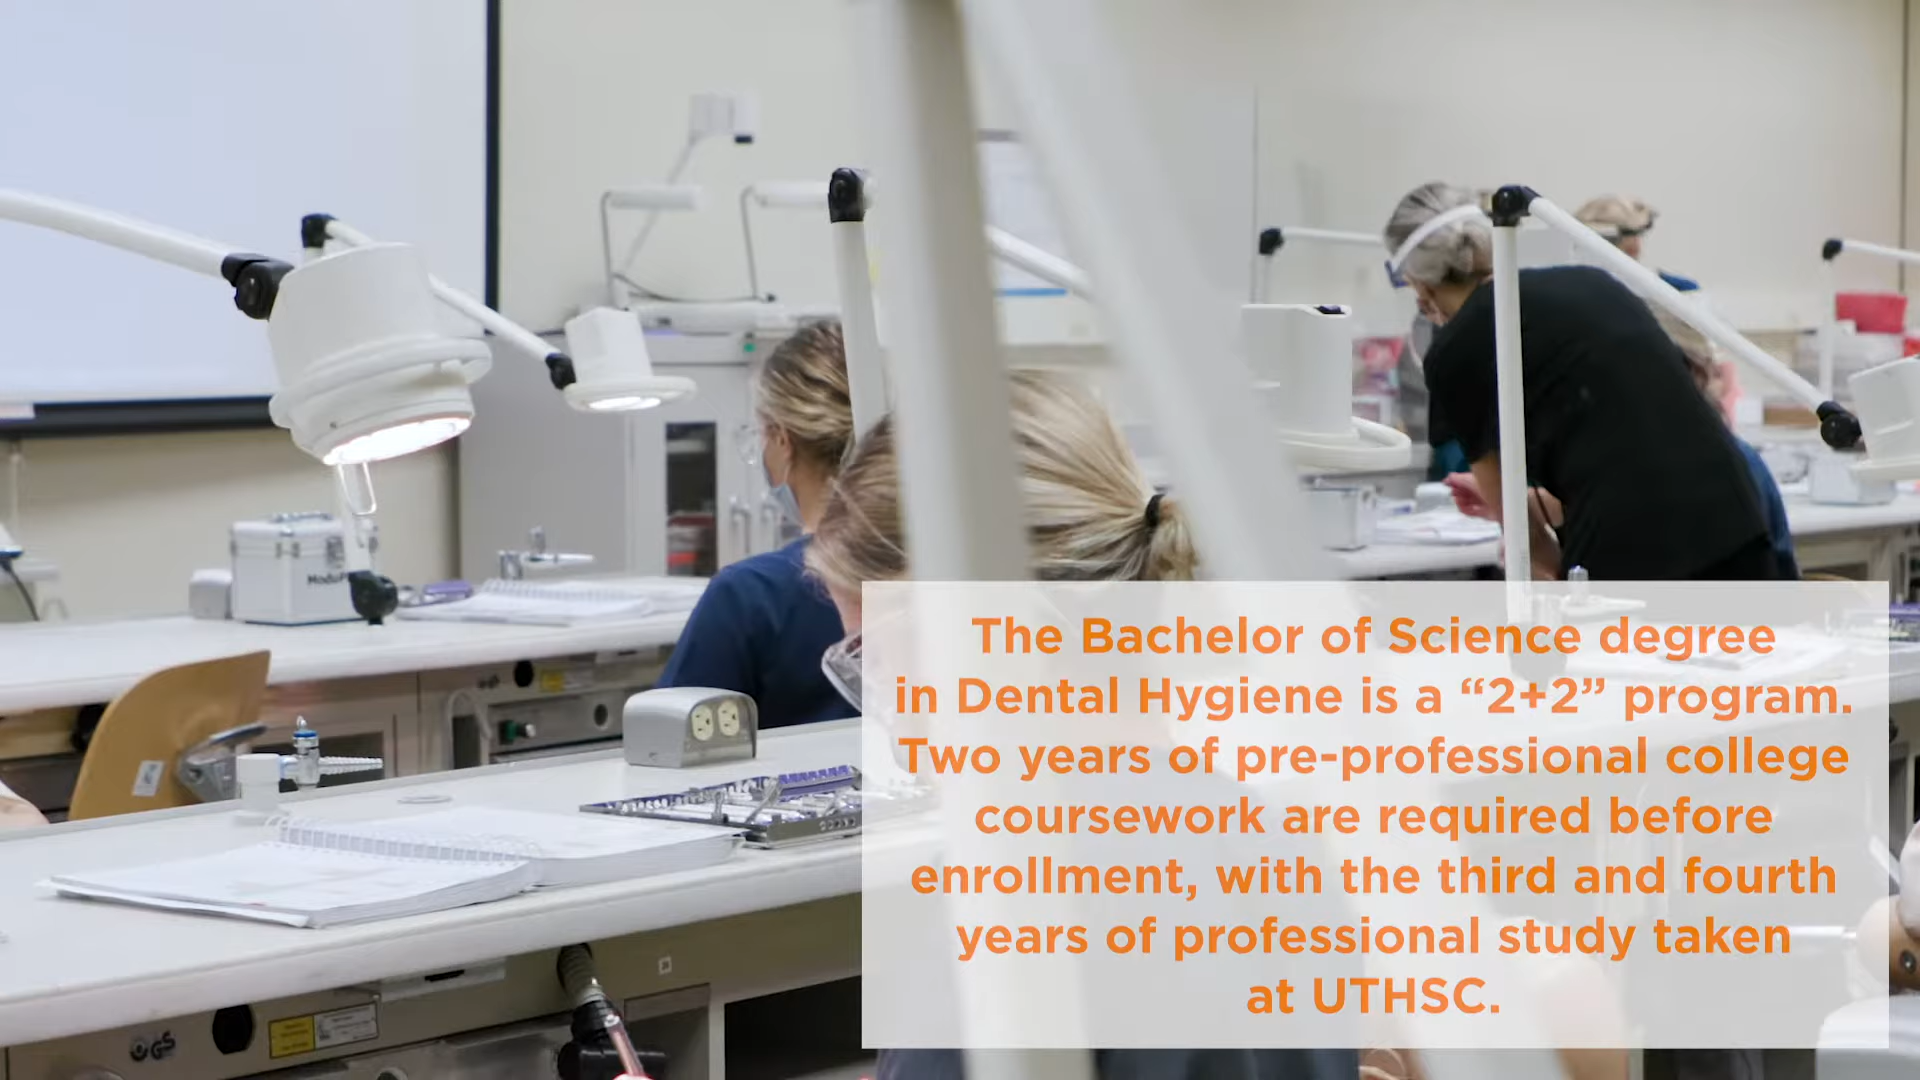 The Bachelor of Science degree
in Dental Hygiene is a “2+2” program.
Two years of pre-professional college
coursework are required before
enrollment, with the third and fourth
years of professional study taken
at UTHSC.
GS